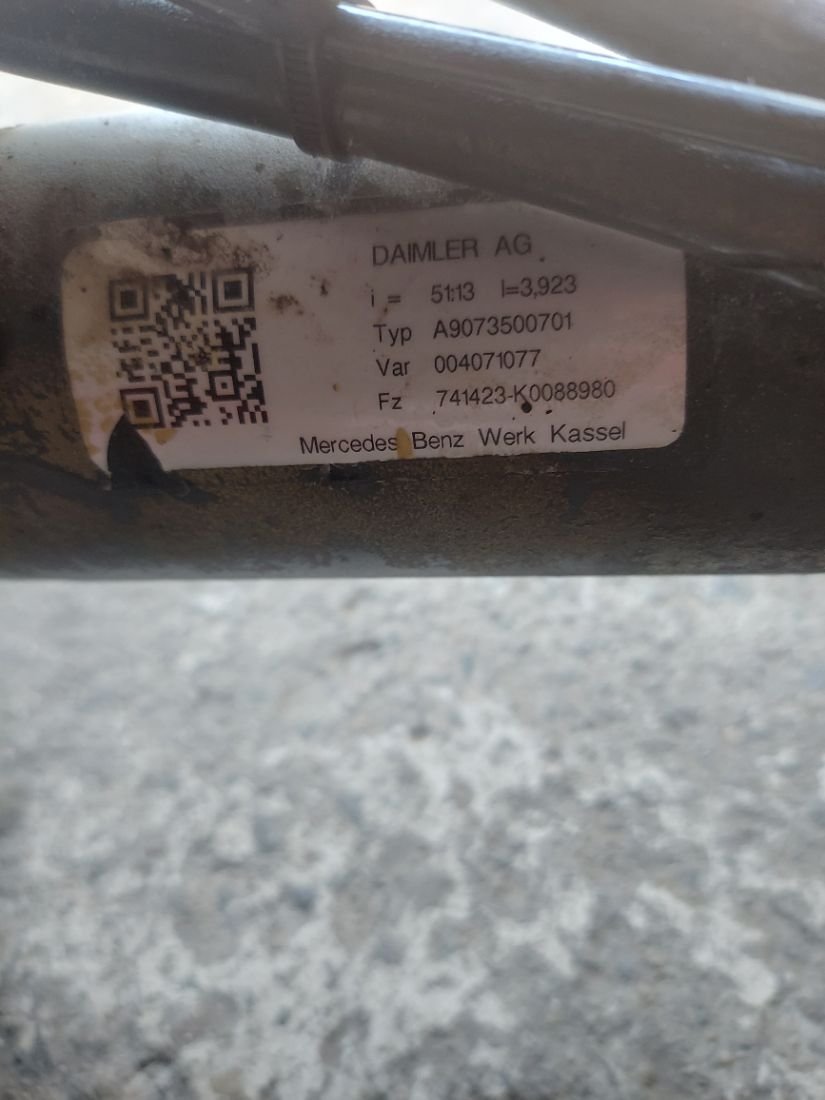 DAIMLER AG
i = 51:13 I=3,923
Typ A9073500701
Var 004071077
Fz 741423-K0088980
Mercedes Benz Werk Kassel